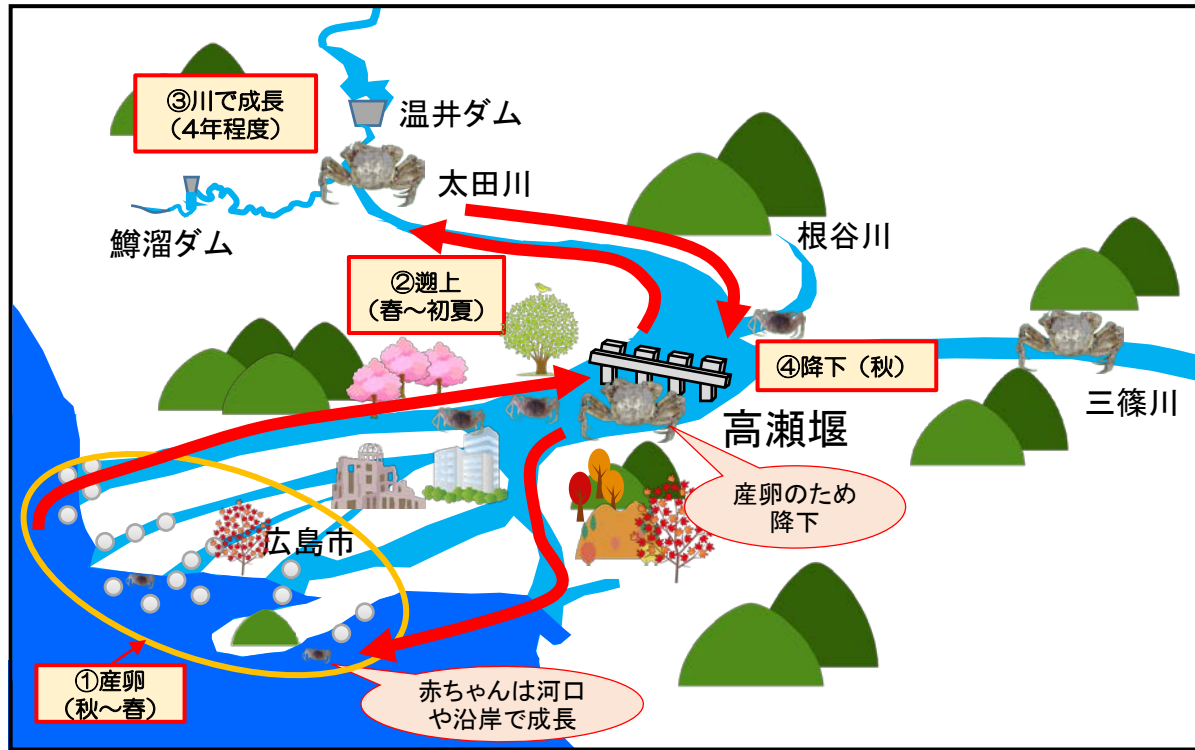 ③川で成長
(4年程度)
温井ダム
太田川
鱒溜ダム
根谷川
②遡上
(春～初夏)
④降下(秋)
三篠川
高瀬堰
産卵のため
降下
広島市
①産卵
(秋～春)
赤ちゃんは河口
や沿岸で成長